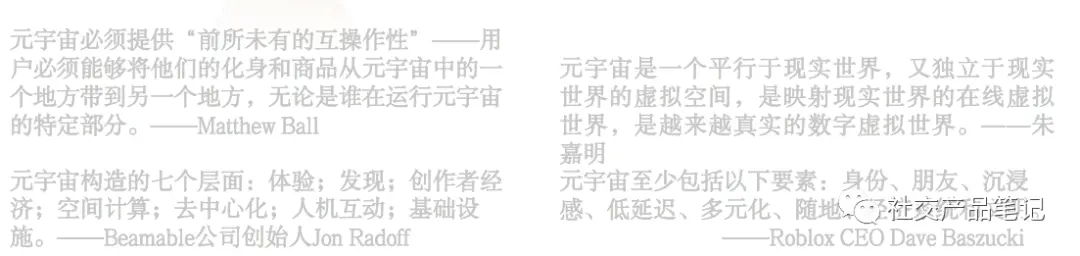 元宇宙必须提供“前所未有的互操作性”——用
户必须能够将他们的化身和商品从元宇宙中的一
个地方带到另一个地方，无论是谁在运行元宇宙
的特定部分。——Matthew Ball
元宇宙构造的七个层面：体验；发现；创作者经
济；空间计算；去中心化；人机互动；基础设
施。——Beamable公司创始人Jon Radoff
元宇宙是一个平行于现实世界，又独立于现实
世界的虚拟空间，是映射现实世界的在线虚拟
世界，是越来越真实的数字虚拟世界。——朱
嘉明
元宇宙至少包括以下要素：身份、朋友、沉浸
感、低延迟、多元化、随地
社交产品笔记
——Roblox CEO Dave Baszucki